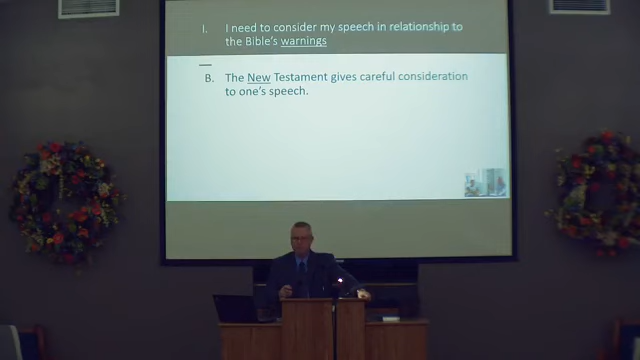 I. I need to consider my speech in relationship to
the Bible's warnings
B. The New Testament gives careful consideration
to one's speech.